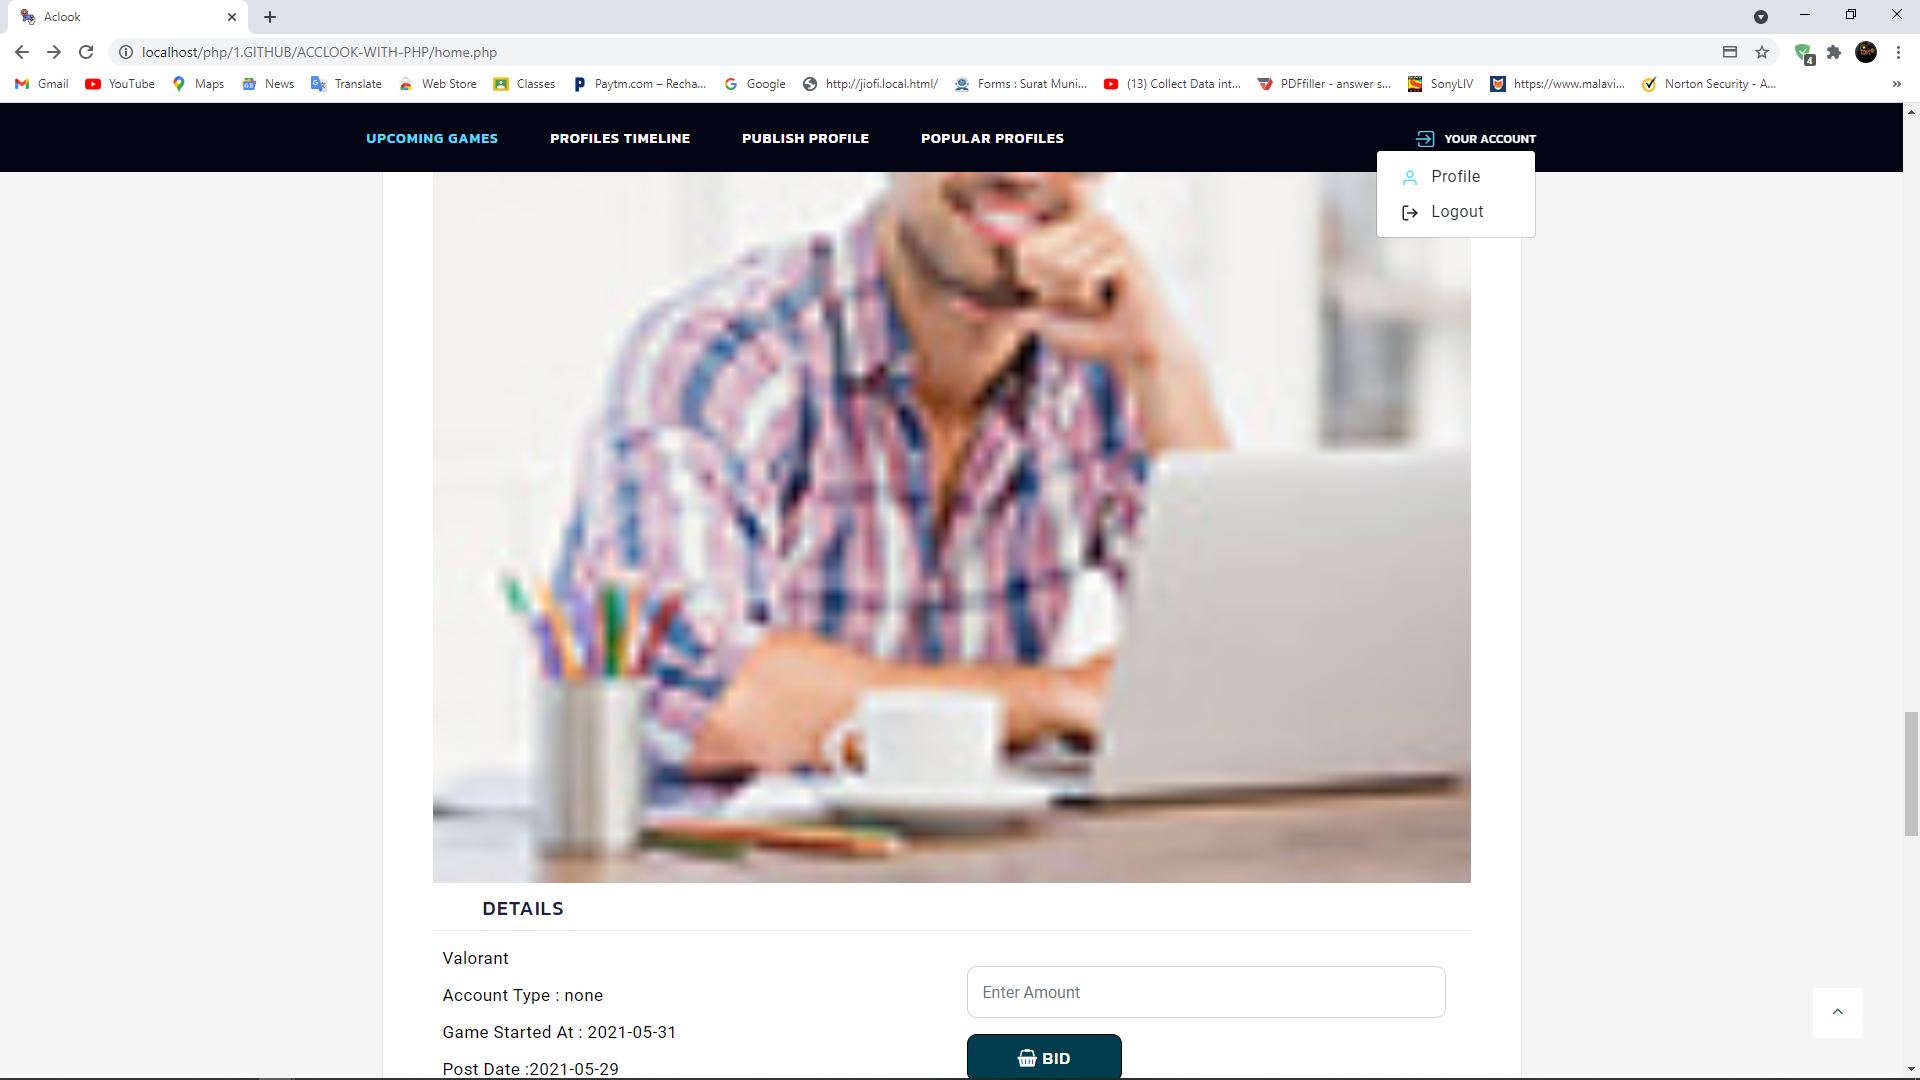 Aclook
localhost/php/1.GITHUB/ACCLOOK-WITH-PHP/home.php
4
Gmail YouTube Maps News Translate Web Store Classes Paytm.com – Recha... Google http://jiofi.local.html/ Forms : Surat Muni... (13) Collect Data int... PDFfiller - answer s... SonyLIV https://www.malavi... Norton Security - A... »
UPCOMING GAMES PROFILES TIMELINE PUBLISH PROFILE POPULAR PROFILES YOUR ACCOUNT
Profile
Logout
DETAILS
Valorant
Account Type : none
Game Started At : 2021-05-31
Post Date :2021-05-29
Enter Amount
BID